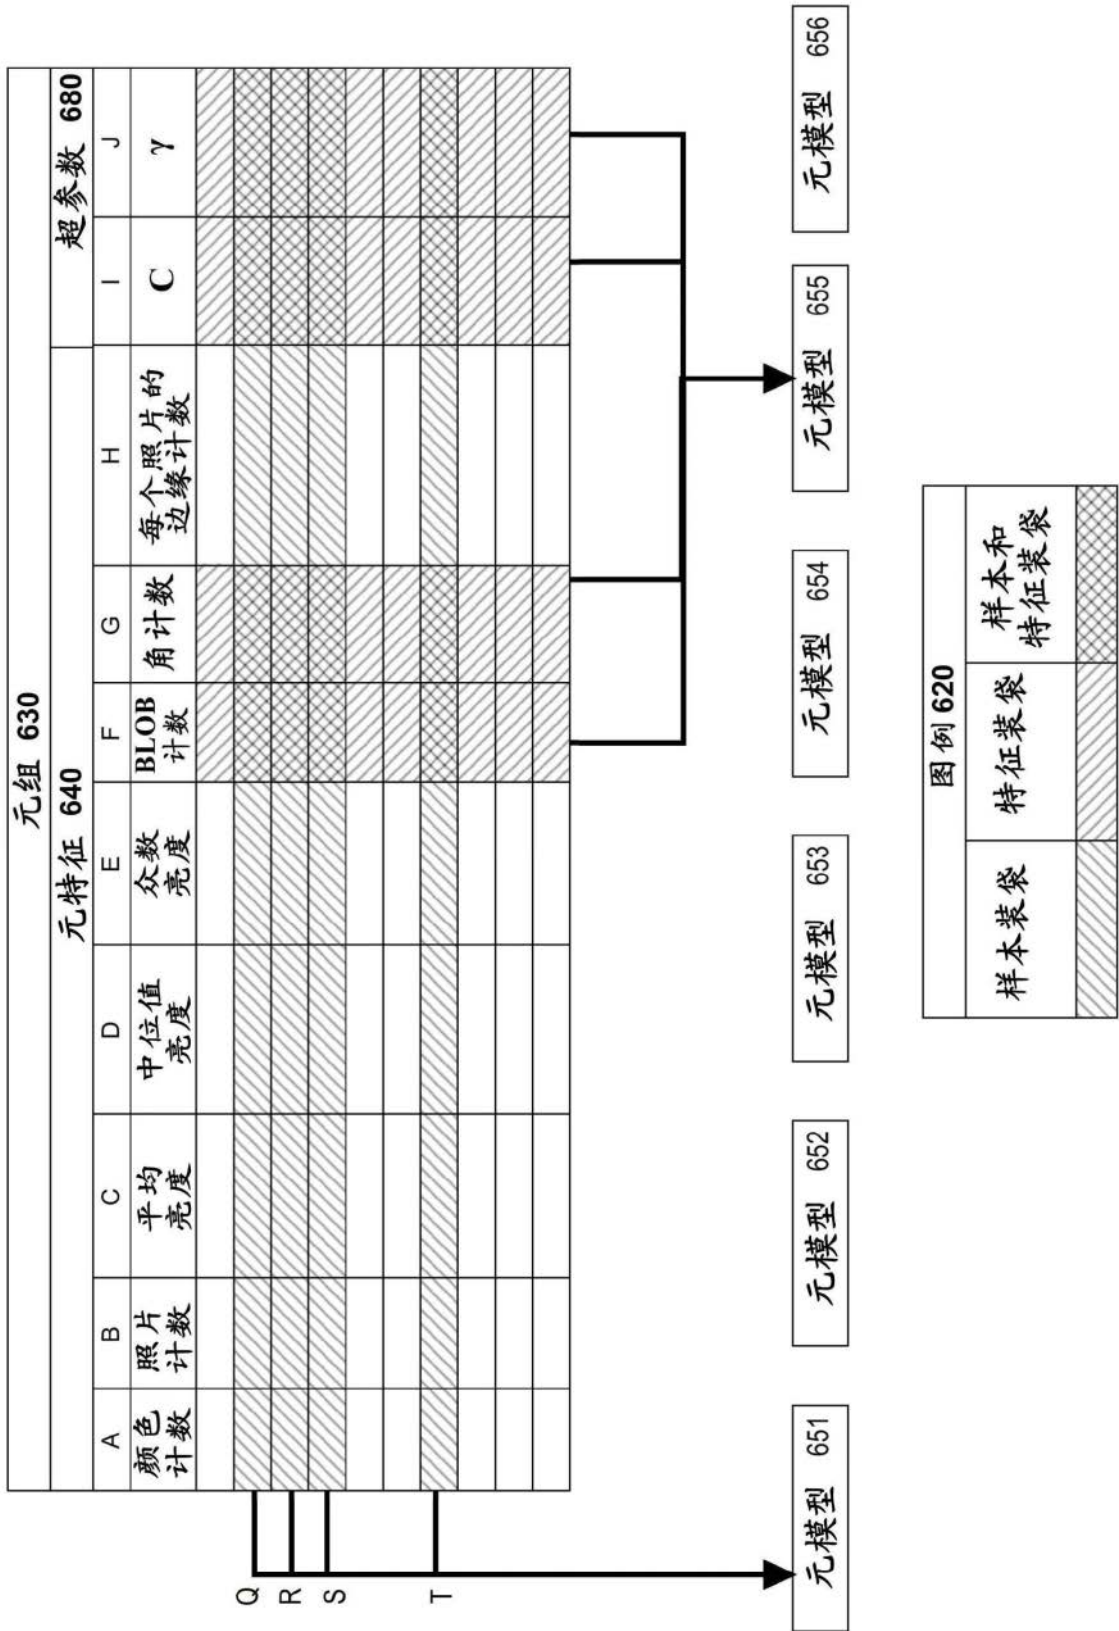 元组 630
元特征 640
超参数 680
A
B
C
D
E
F
G
H
I
J
颜色
计数
照片
计数
平均
亮度
中位值
亮度
众数
亮度
BLOB
计数
角计数
每个照片的
边缘计数
C
γ
Q
R
S
T
元模型 651
元模型 652
元模型 653
元模型 654
元模型 655
元模型 656
图例 620
样本装袋
特征装袋
样本和
特征装袋